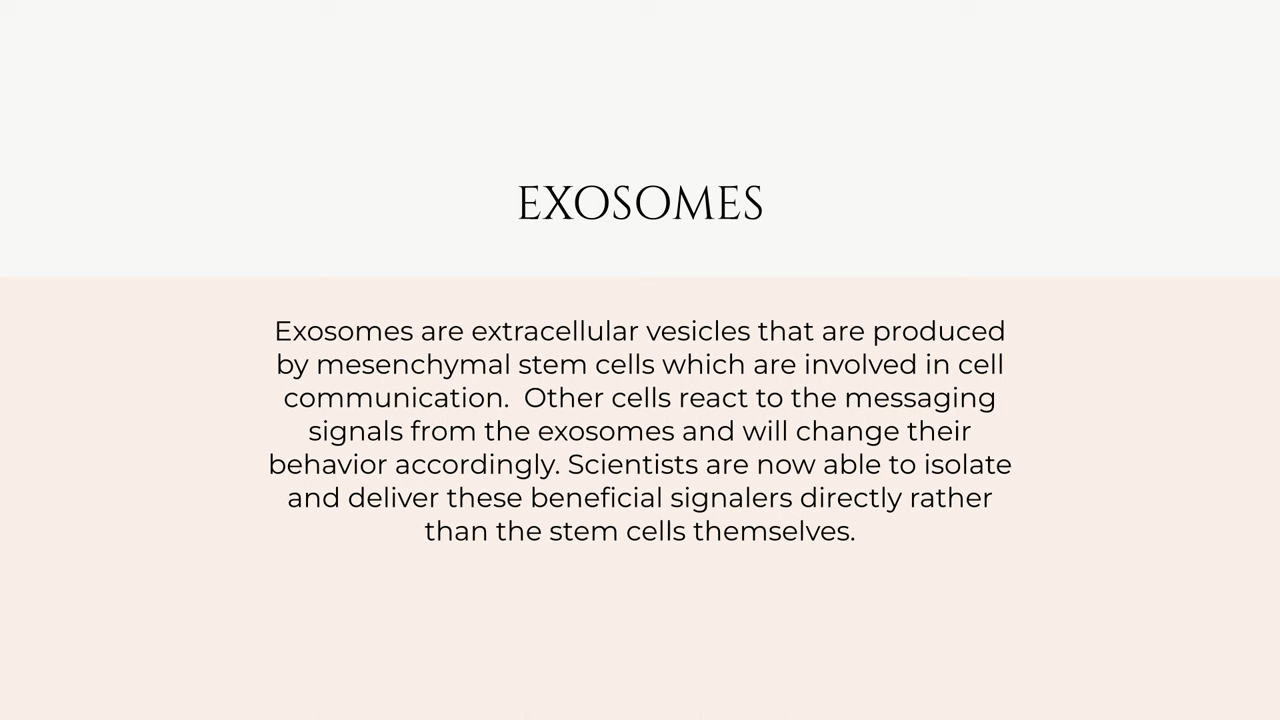 EXOSOMES
Exosomes are extracellular vesicles that are produced
by mesenchymal stem cells which are involved in cell
communication.  Other cells react to the messaging
signals from the exosomes and will change their
behavior accordingly. Scientists are now able to isolate
and deliver these beneficial signalers directly rather
than the stem cells themselves.